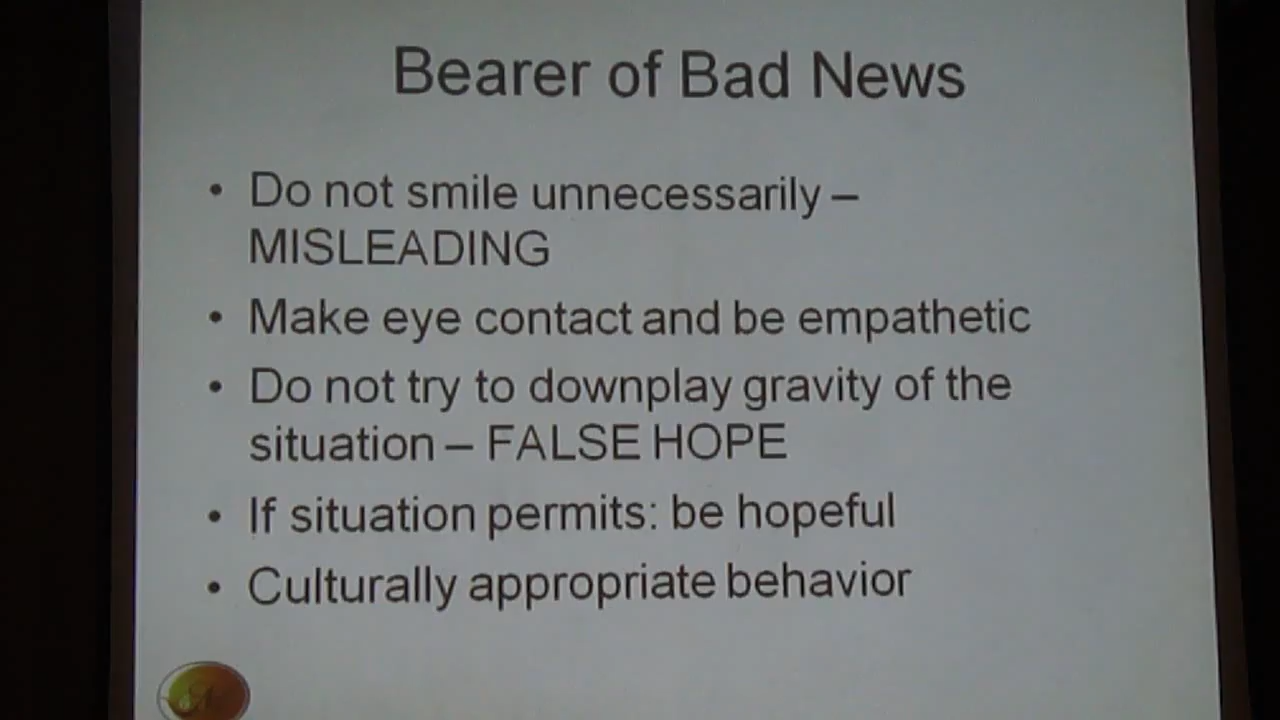 Bearer of Bad News
• Do not smile unnecessarily –
MISLEADING
• Make eye contact and be empathetic
• Do not try to downplay gravity of the
situation – FALSE HOPE
• If situation permits: be hopeful
• Culturally appropriate behavior